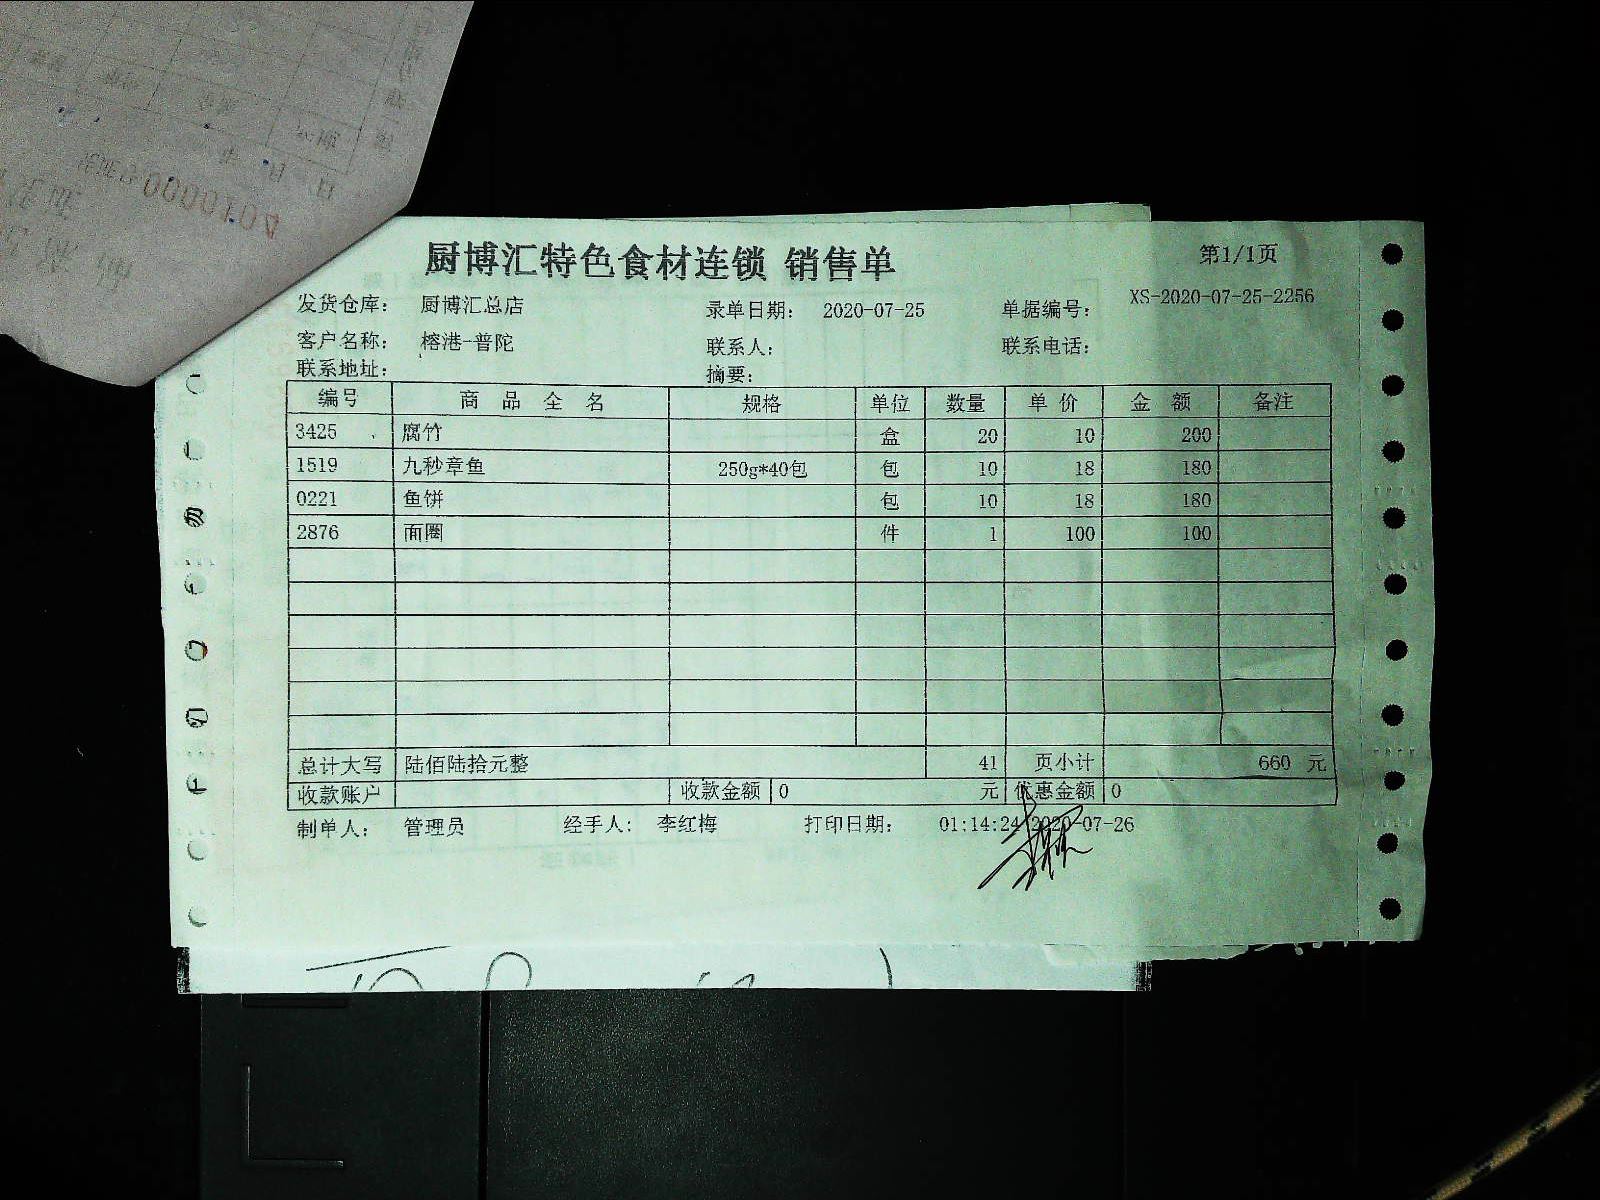 厨博汇特色食材连锁 销售单 第1/1页
发货仓库: 厨博汇总店 录单日期: 2020-07-25 单据编号: XS-2020-07-25-2256
客户名称: 榕港-普陀 联系人: 联系电话:
联系地址: 摘要:
编号 商品全名 规格 单位 数量 单价 金额 备注
3425 腐竹 盒 20 10 200
1519 九秒章鱼 250g*40包 包 10 18 180
0221 鱼饼 包 10 18 180
2876 面圈 件 1 100 100
总计大写 陆佰陆拾元整 41 页小计 660 元
收款账户 收款金额 0 元 优惠金额 0
制单人: 管理员 经手人: 李红梅 打印日期: 01:14:24 2020-07-26